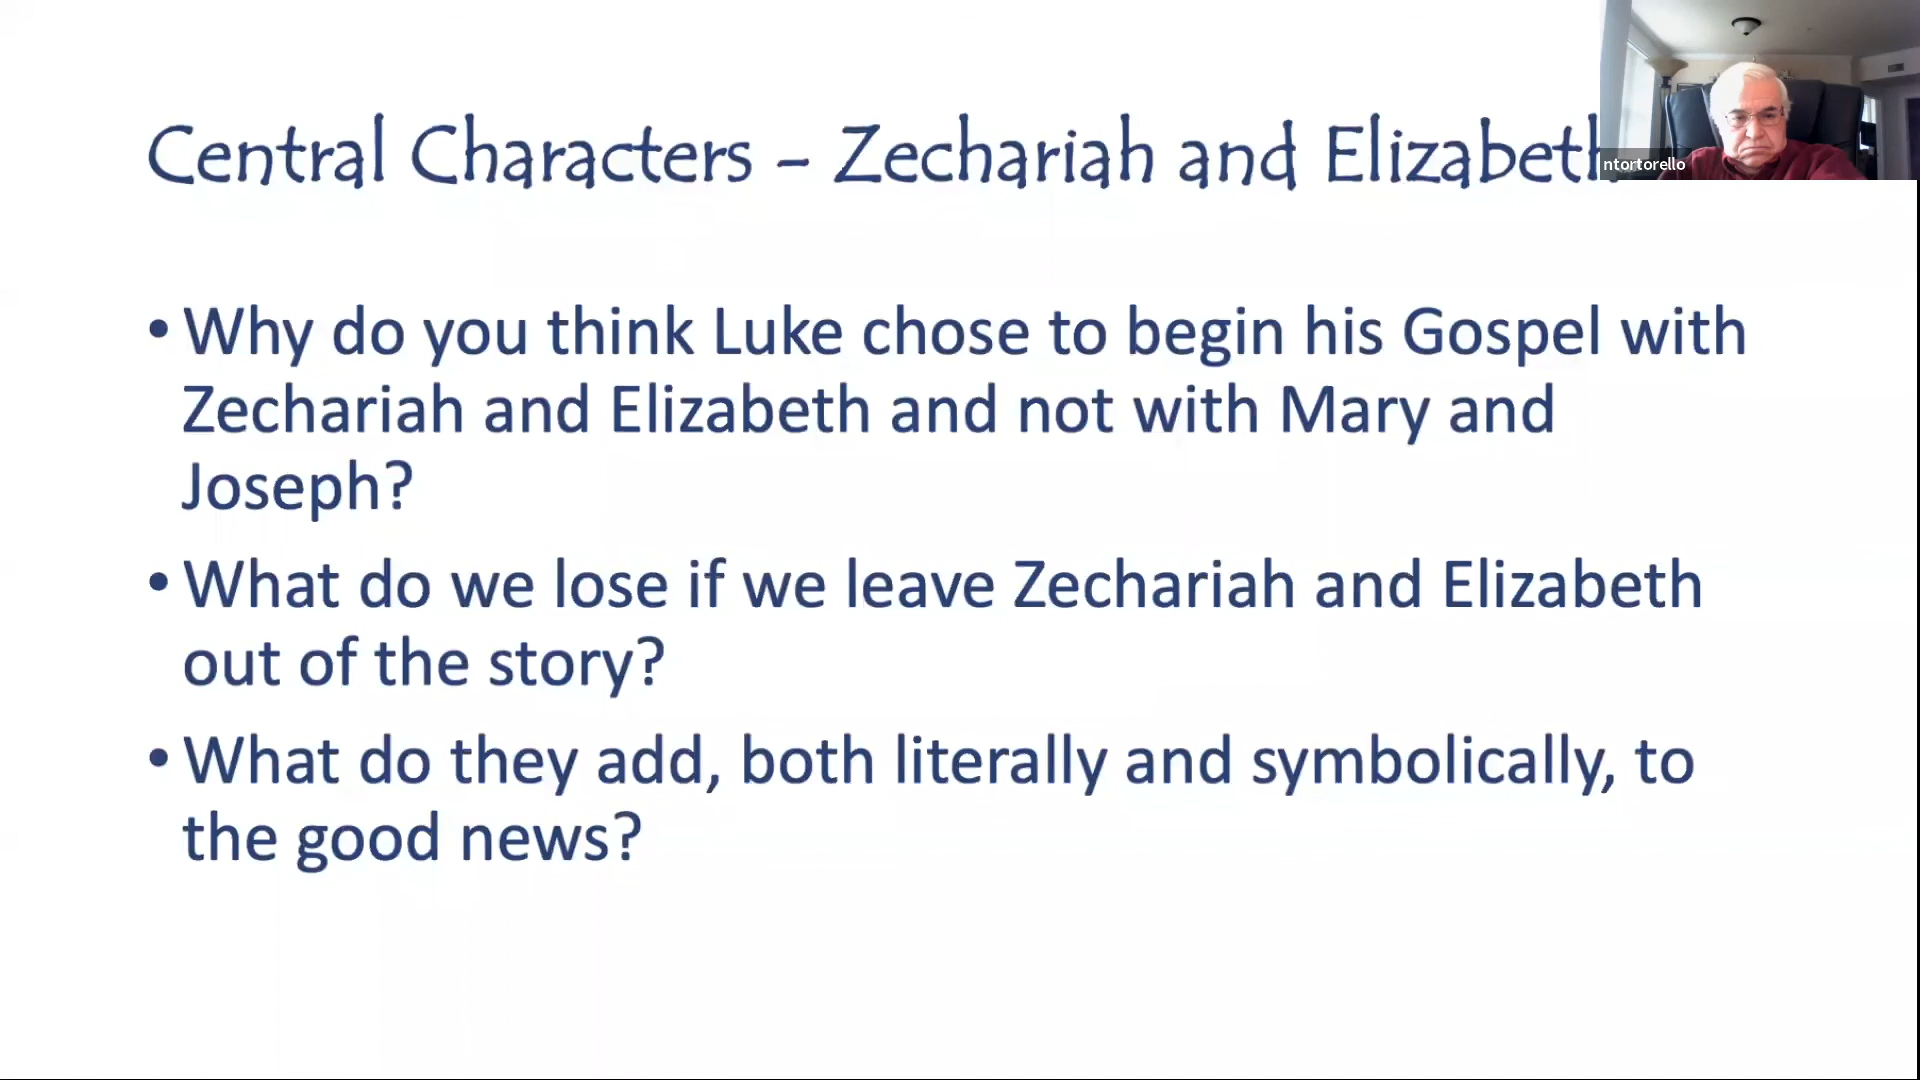 Central Characters – Zechariah and Elizabeth
ntortorello
• Why do you think Luke chose to begin his Gospel with
Zechariah and Elizabeth and not with Mary and
Joseph?
• What do we lose if we leave Zechariah and Elizabeth
out of the story?
• What do they add, both literally and symbolically, to
the good news?